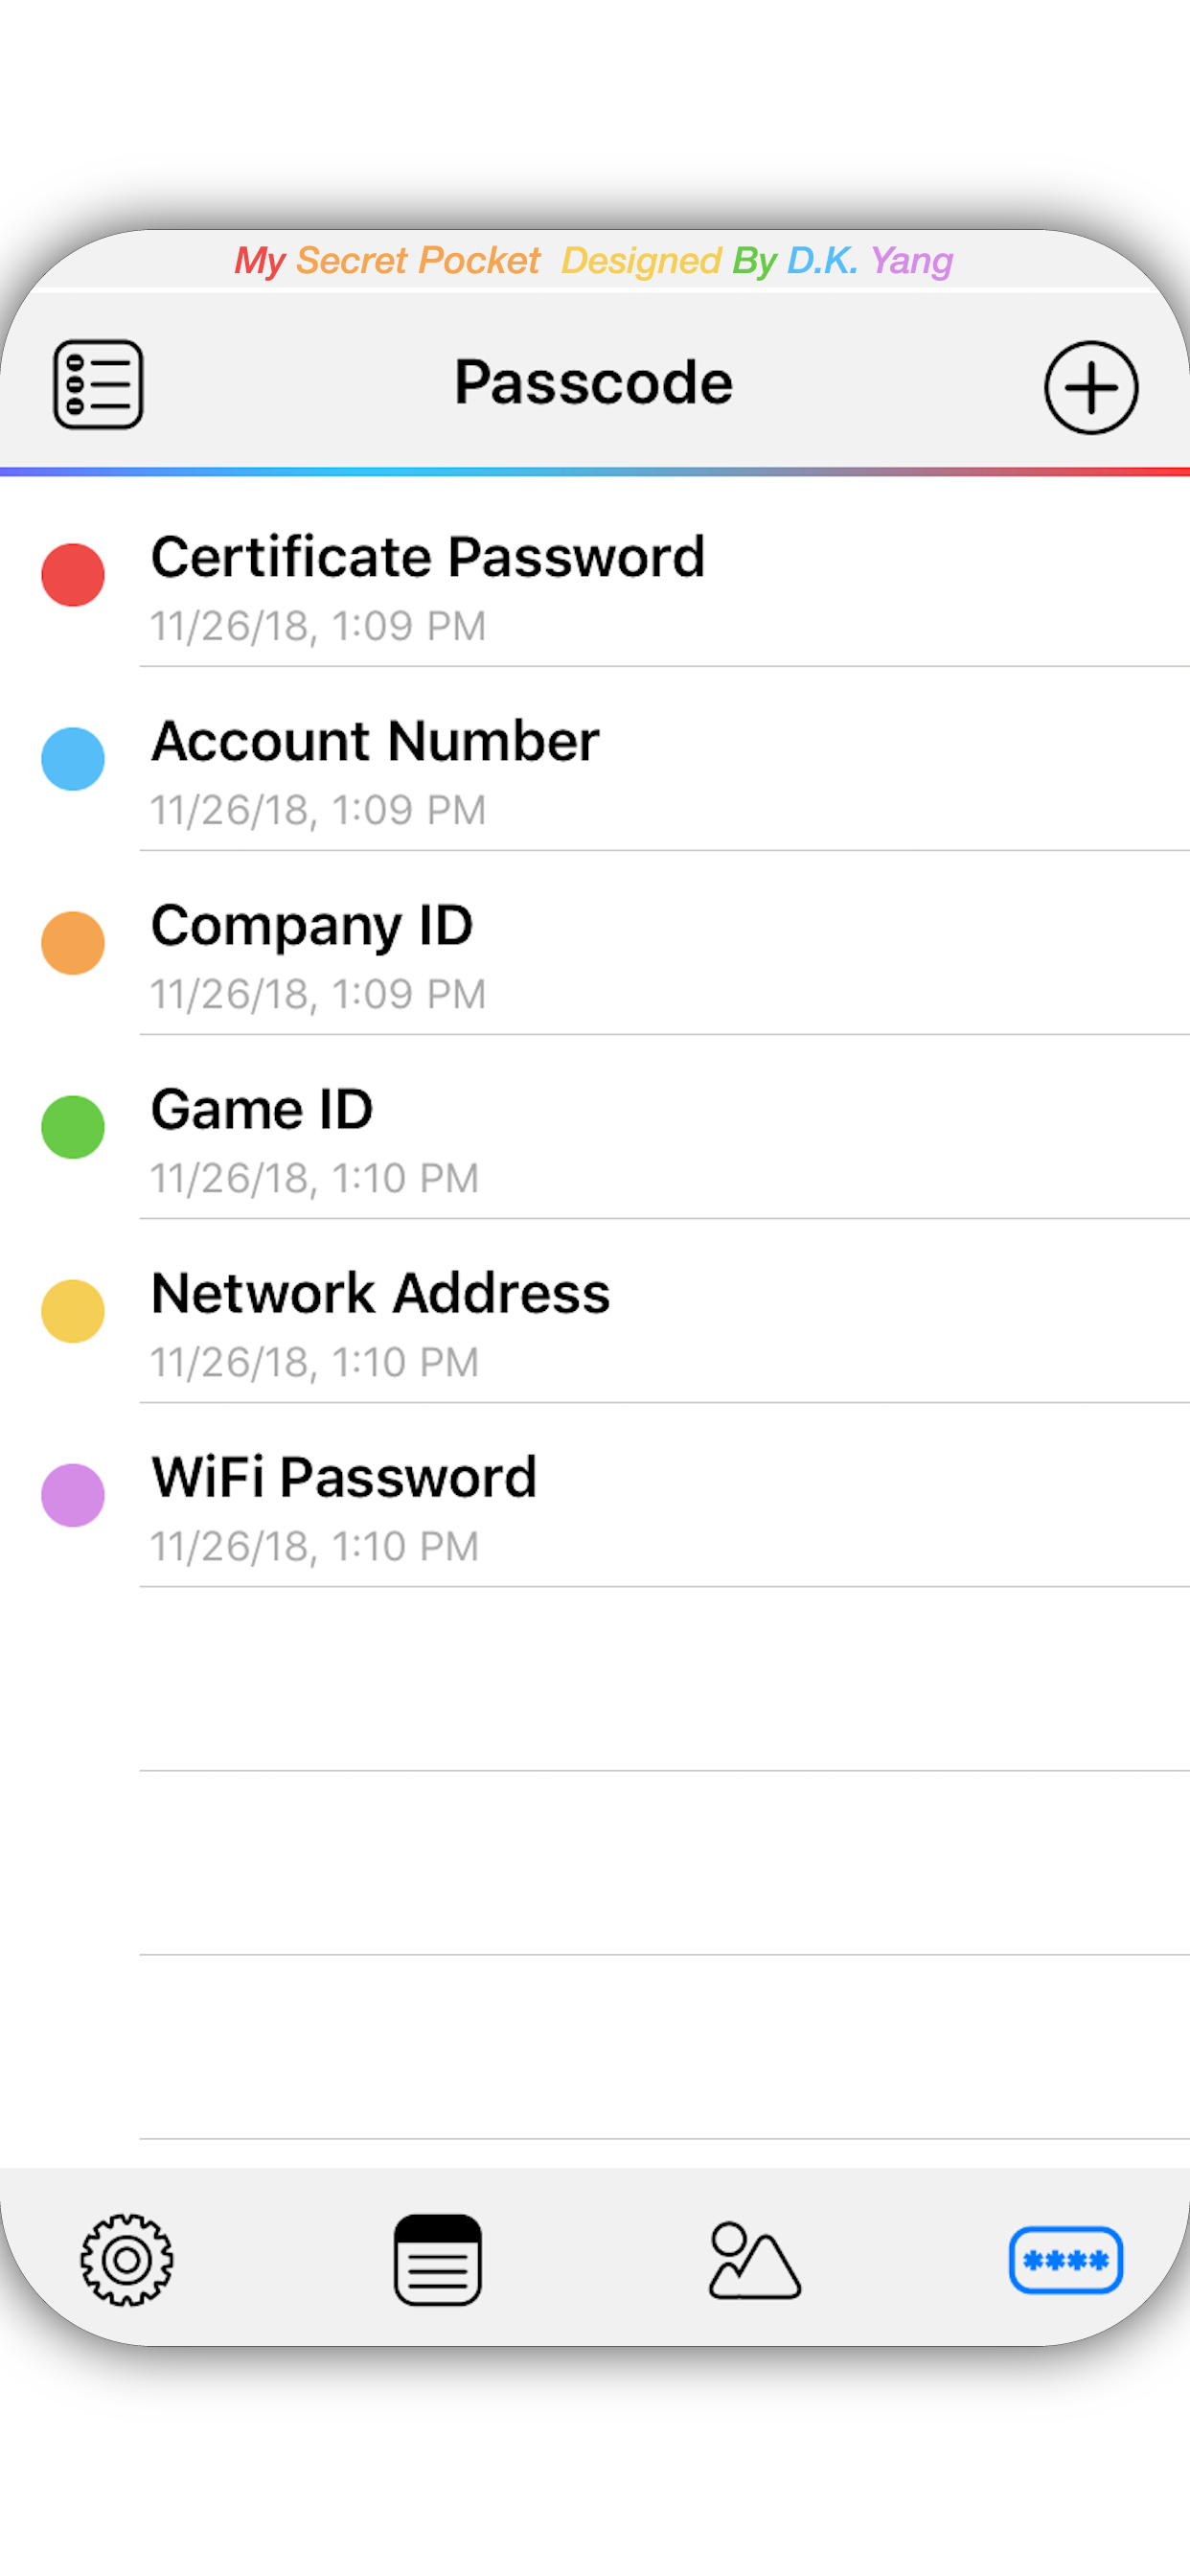 My Secret Pocket  Designed By D.K. Yang
Passcode
Certificate Password
11/26/18, 1:09 PM
Account Number
11/26/18, 1:09 PM
Company ID
11/26/18, 1:09 PM
Game ID
11/26/18, 1:10 PM
Network Address
11/26/18, 1:10 PM
WiFi Password
11/26/18, 1:10 PM
****